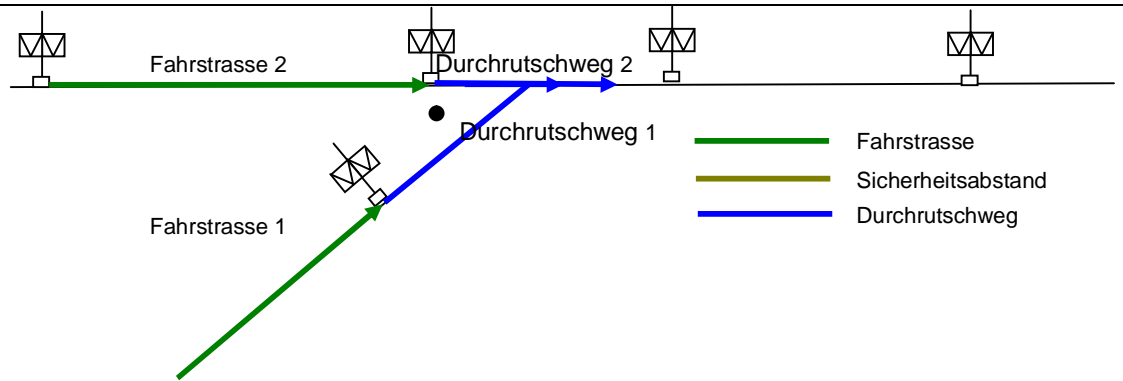 Fahrstrasse 2
Durchrutschweg 2
Durchrutschweg 1
Fahrstrasse
Sicherheitsabstand
Durchrutschweg
Fahrstrasse 1